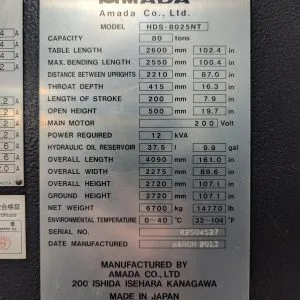 AMADA
Amada Co., Ltd.
MODEL HDS-8025NT
CAPACITY 80 tons
TABLE LENGTH 2600 mm 102.4 in
MAX. BENDING LENGTH 2550 mm 100.4 in
DISTANCE BETWEEN UPRIGHTS 2210 mm 87.0 in
THROAT DEPTH 415 mm 16.3 in
LENGTH OF STROKE 200 mm 7.9 in
OPEN HEIGHT 500 mm 19.7 in
MAIN MOTOR 200 Volt
POWER REQUIRED 12 kVA
HYDRAULIC OIL RESERVOIR 37.5 L 9.9 gal
OVERALL LENGTH 4090 mm 161.0 in
OVERALL WIDTH 2275 mm 89.6 in
OVERALL HEIGHT 2720 mm 107.1 in
GROUND HEIGHT 2720 mm 107.1 in
NET WEIGHT 6700 kg 14770 lb
ENVIRONMENTAL TEMPERATURE 0~40 °C 32~104 °F
SERIAL NO.
DATE MANUFACTURED MARCH 2013
MANUFACTURED BY
AMADA CO., LTD
200 ISHIDA ISEHARA KANAGAWA
MADE IN JAPAN